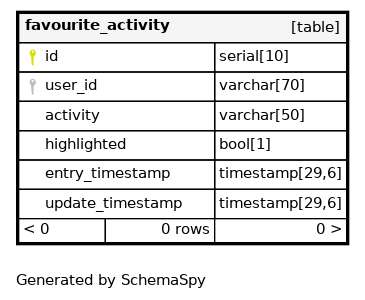 favourite_activity [table]
id serial[10]
user_id varchar[70]
activity varchar[50]
highlighted bool[1]
entry_timestamp timestamp[29,6]
update_timestamp timestamp[29,6]
< 0 0 rows 0 >
Generated by SchemaSpy